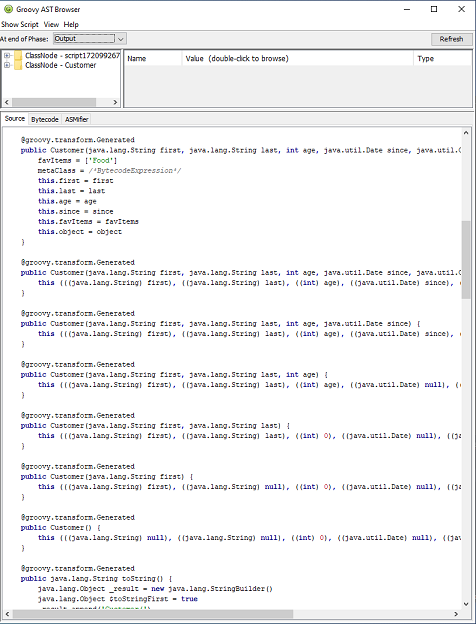 Groovy AST Browser
Show Script View Help
At end of Phase: Output Refresh
ClassNode - script172099267
ClassNode - Customer
Name Value (double-click to browse) Type
Source Bytecode ASMifier
@groovy.transform.Generated
public Customer(java.lang.String first, java.lang.String last, int age, java.util.Date since, java.util.C
favItems = ['Food']
metaClass = /*BytecodeExpression*/
this.first = first
this.last = last
this.age = age
this.since = since
this.favItems = favItems
this.object = object
}
@groovy.transform.Generated
public Customer(java.lang.String first, java.lang.String last, int age, java.util.Date since, java.util.C
this (((java.lang.String) first), ((java.lang.String) last), ((int) age), ((java.util.Date) since), (
}
@groovy.transform.Generated
public Customer(java.lang.String first, java.lang.String last, int age, java.util.Date since) {
this (((java.lang.String) first), ((java.lang.String) last), ((int) age), ((java.util.Date) since), (
}
@groovy.transform.Generated
public Customer(java.lang.String first, java.lang.String last, int age) {
this (((java.lang.String) first), ((java.lang.String) last), ((int) age), ((java.util.Date) null), ((
}
@groovy.transform.Generated
public Customer(java.lang.String first, java.lang.String last) {
this (((java.lang.String) first), ((java.lang.String) last), ((int) 0), ((java.util.Date) null), ((ja
}
@groovy.transform.Generated
public Customer(java.lang.String first) {
this (((java.lang.String) first), ((java.lang.String) null), ((int) 0), ((java.util.Date) null), ((ja
}
@groovy.transform.Generated
public Customer() {
this (((java.lang.String) null), ((java.lang.String) null), ((int) 0), ((java.util.Date) null), ((jav
}
@groovy.transform.Generated
public java.lang.String toString() {
java.lang.Object _result = new java.lang.StringBuilder()
java.lang.Object $toStringFirst = true
_result.append('Customer(')